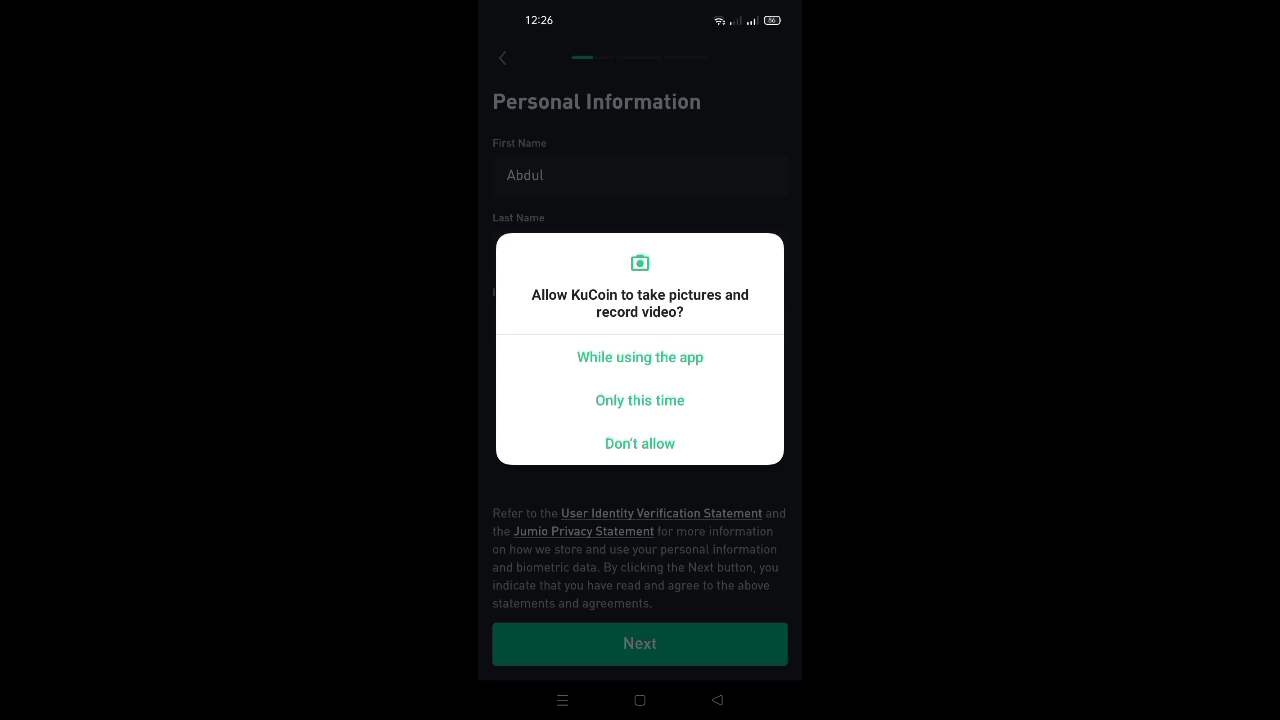 12:26
56
Personal Information
First Name
Abdul
Last Name
Allow KuCoin to take pictures and
record video?
While using the app
Only this time
Don't allow
Refer to the User Identity Verification Statement and
the Jumio Privacy Statement for more information
on how we store and use your personal information
and biometric data. By clicking the Next button, you
indicate that you have read and agree to the above
statements and agreements.
Next